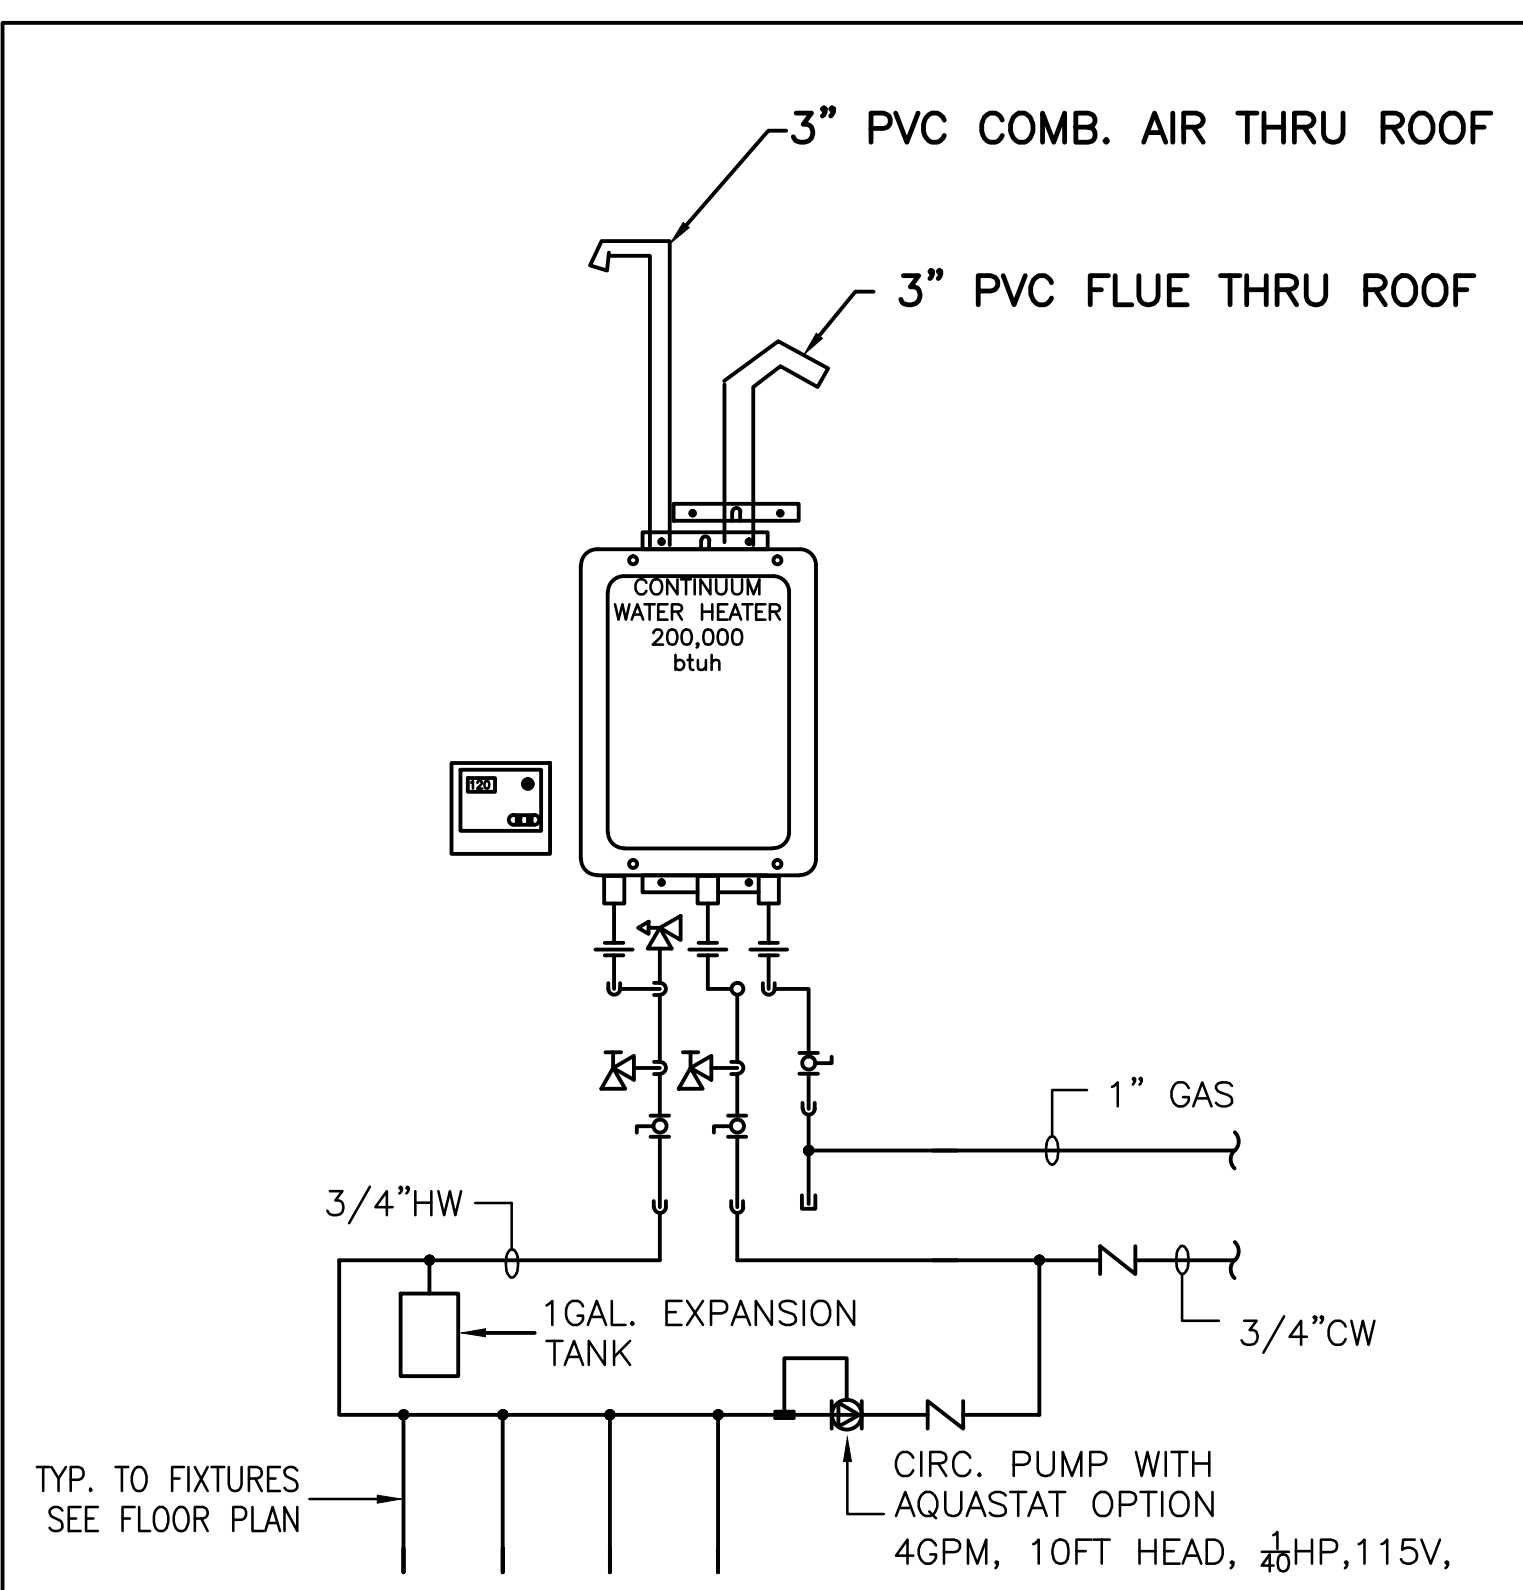 3" PVC COMB. AIR THRU ROOF
3" PVC FLUE THRU ROOF
CONTINUUM
WATER HEATER
200,000
btuh
120
1" GAS
3/4"HW
1GAL. EXPANSION
TANK
3/4"CW
TYP. TO FIXTURES
SEE FLOOR PLAN
CIRC. PUMP WITH
AQUASTAT OPTION
4GPM, 10FT HEAD, 1/40HP,115V,